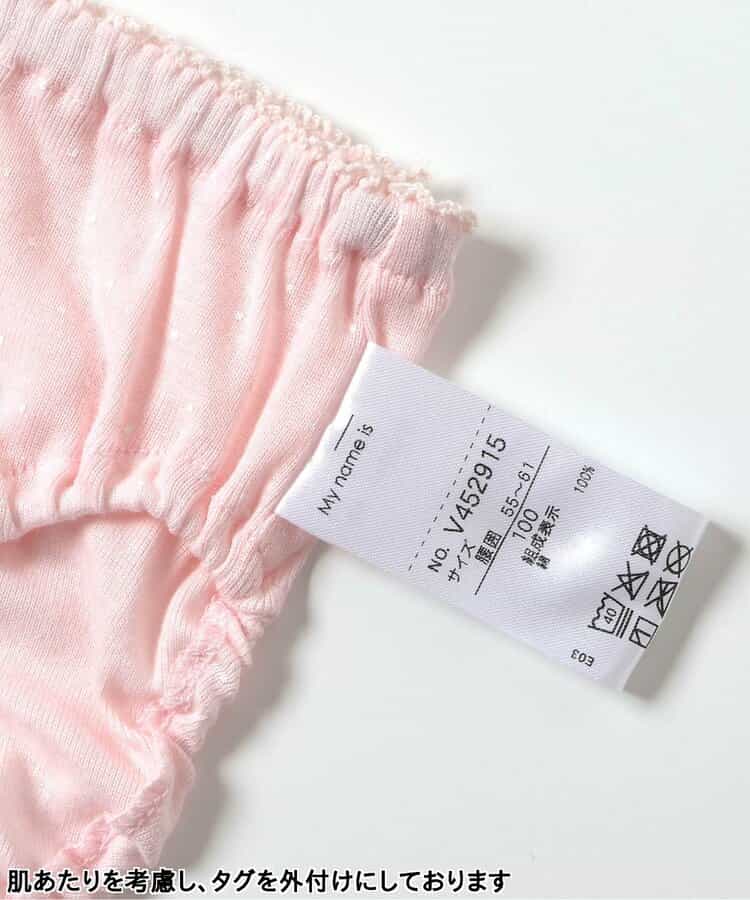 My name is
NO. V452915
サイズ
腰囲 55~61
100
組成表示
綿 100%
40
E03
肌あたりを考慮し、タグを外付けにしております